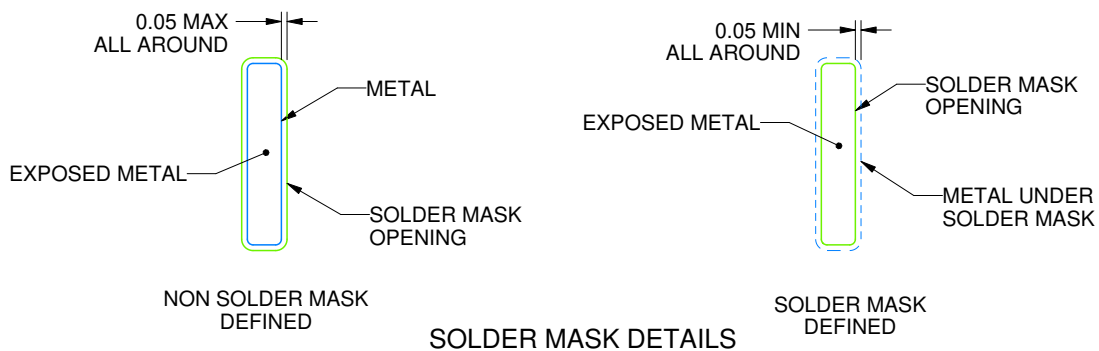 0.05 MAX
ALL AROUND
METAL
EXPOSED METAL
SOLDER MASK
OPENING
NON SOLDER MASK
DEFINED
0.05 MIN
ALL AROUND
SOLDER MASK
OPENING
EXPOSED METAL
METAL UNDER
SOLDER MASK
SOLDER MASK
DEFINED
SOLDER MASK DETAILS